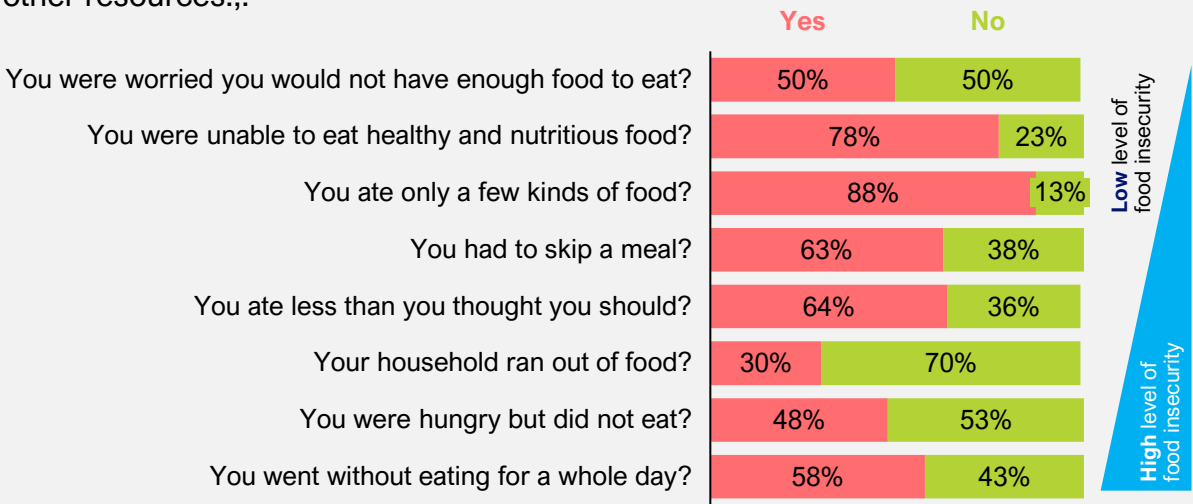 other resources.,.
Yes No
You were worried you would not have enough food to eat? 50% 50%
You were unable to eat healthy and nutritious food? 78% 23%
You ate only a few kinds of food? 88% 13%
You had to skip a meal? 63% 38%
You ate less than you thought you should? 64% 36%
Your household ran out of food? 30% 70%
You were hungry but did not eat? 48% 53%
You went without eating for a whole day? 58% 43%
Low level of
food insecurity
High level of
food insecurity